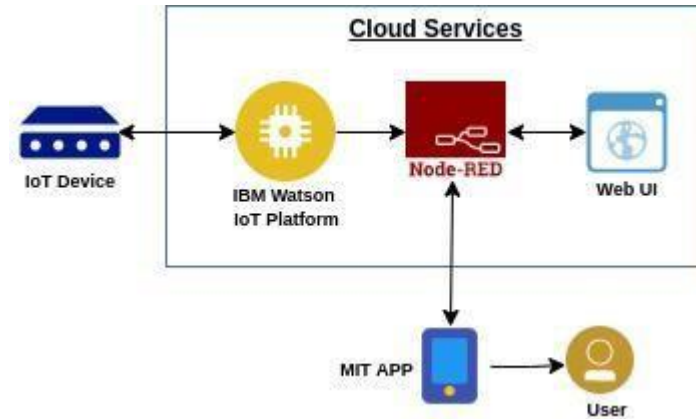 Cloud Services
IoT Device
IBM Watson
IoT Platform
Node-RED
Web UI
MIT APP
User